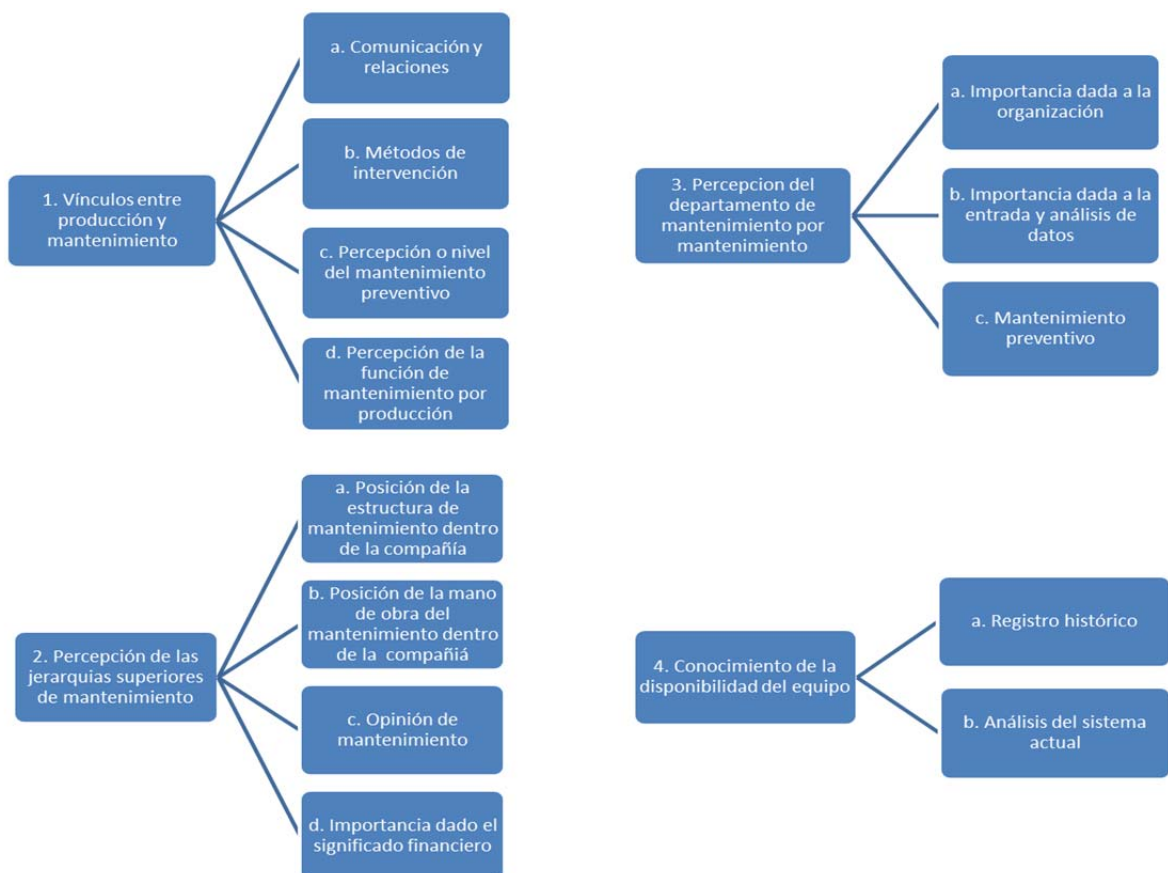 1. Vínculos entre
producción y
mantenimiento
a. Comunicación y
relaciones
b. Métodos de
intervención
c. Percepción o nivel
del mantenimiento
preventivo
d. Percepción de la
función de
mantenimiento por
producción
2. Percepción de las
jerarquias superiores
de mantenimiento
a. Posición de la
estructura de
mantenimiento dentro
de la compañía
b. Posición de la mano
de obra del
mantenimiento dentro
de la compañiá
c. Opinión de
mantenimiento
d. Importancia dado el
significado financiero
3. Percepcion del
departamento de
mantenimiento por
mantenimiento
a. Importancia dada a la
organización
b. Importancia dada a la
entrada y análisis de
datos
c. Mantenimiento
preventivo
4. Conocimiento de la
disponibilidad del equipo
a. Registro histórico
b. Análisis del sistema
actual